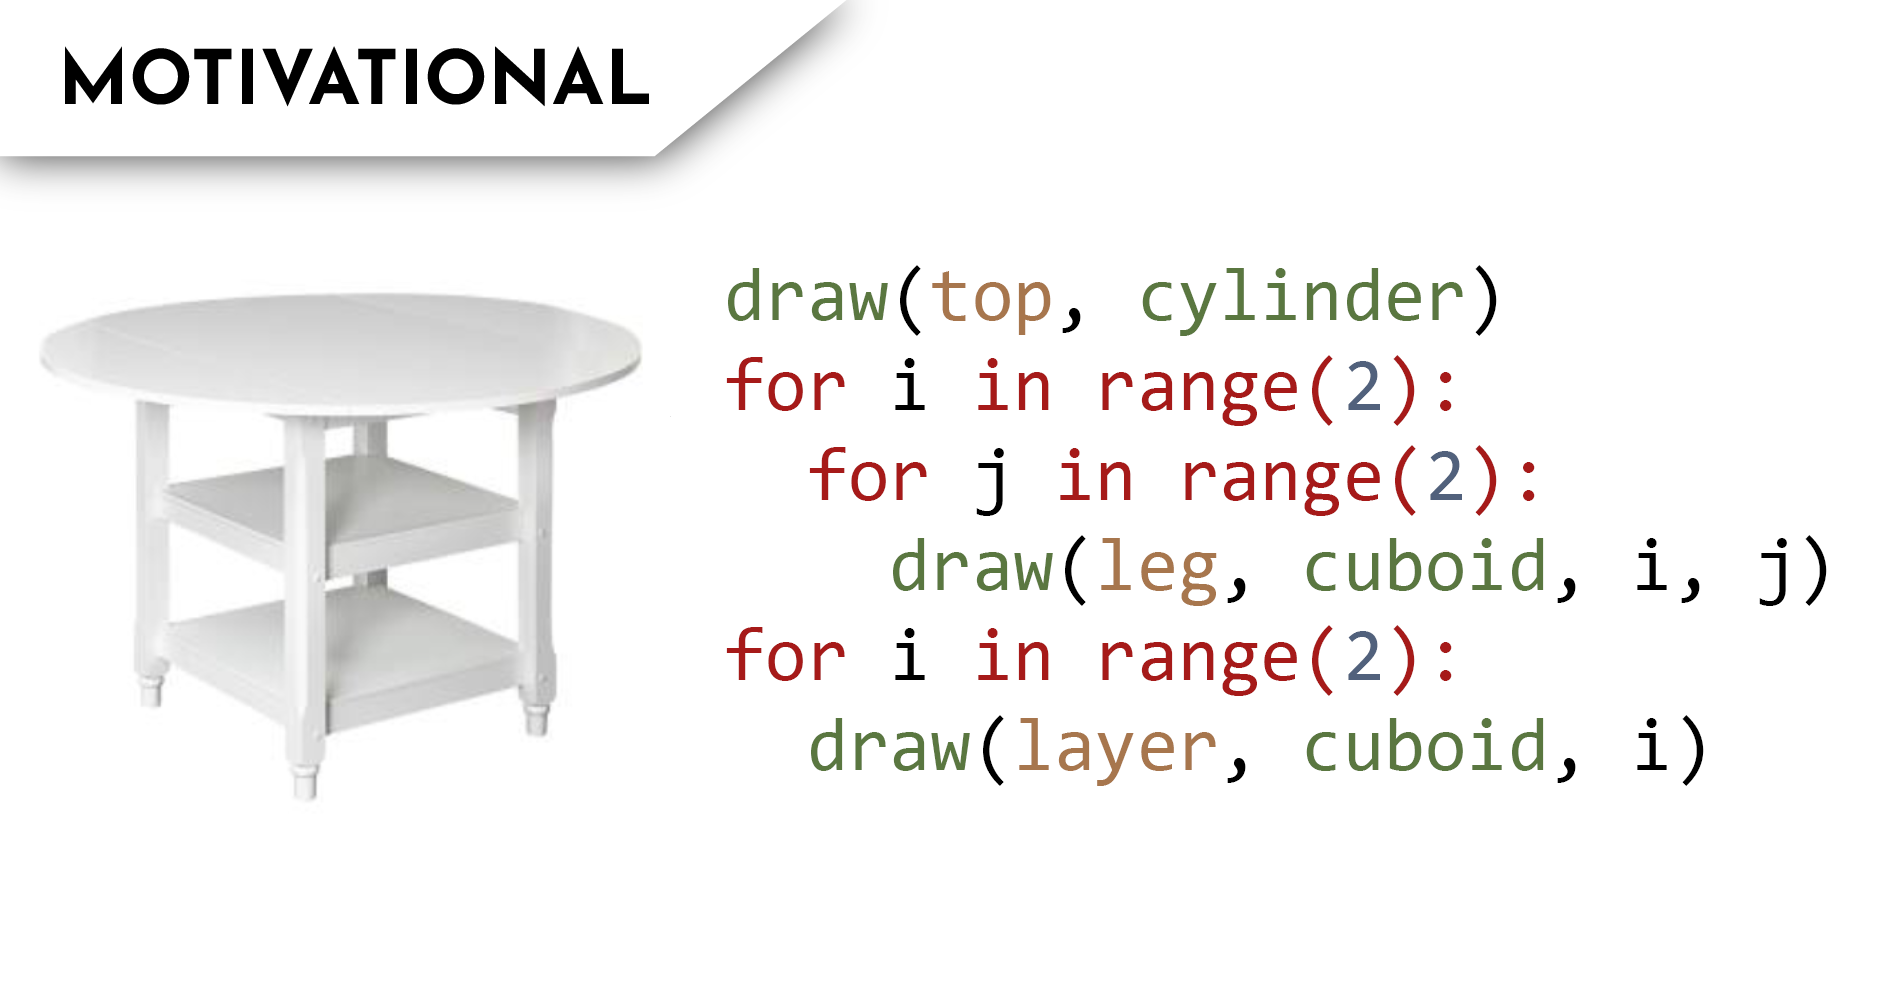 MOTIVATIONAL
draw(top, cylinder)
for i in range(2):
  for j in range(2):
    draw(leg, cuboid, i, j)
for i in range(2):
  draw(layer, cuboid, i)